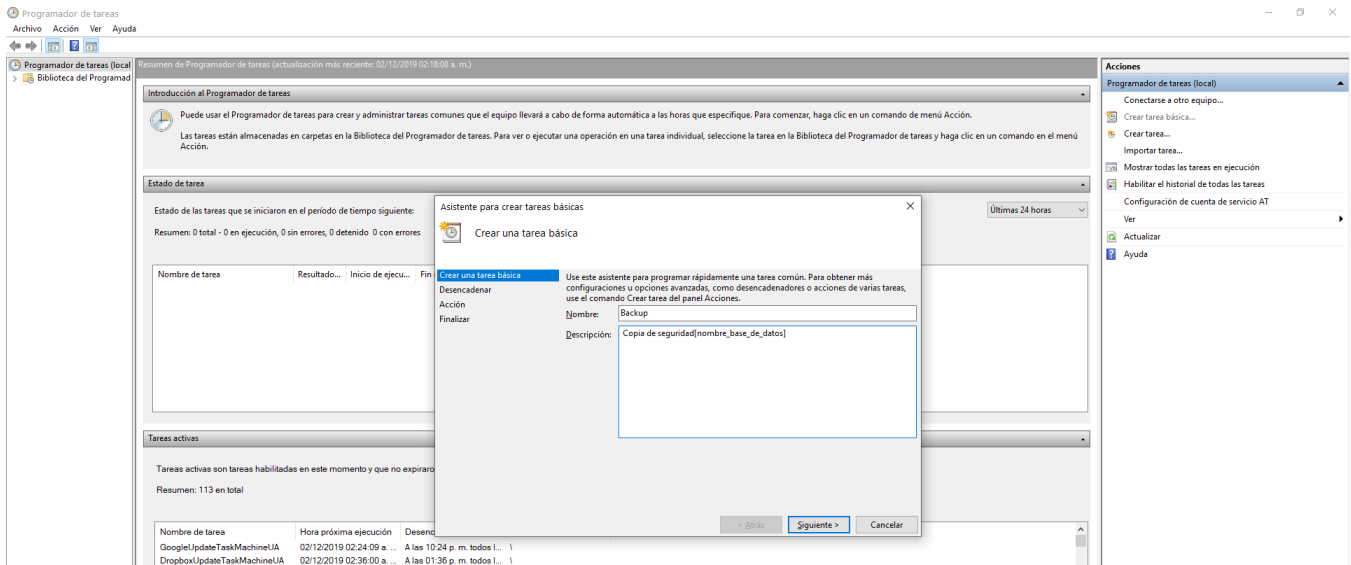 Programador de tareas
Archivo Acción Ver Ayuda
Programador de tareas (local
Biblioteca del Programad
Resumen de Programador de tareas (actualización más reciente: 02/12/2019 02:18:08 a. m.)
Introducción al Programador de tareas
Puede usar el Programador de tareas para crear y administrar tareas comunes que el equipo llevará a cabo de forma automática a las horas que especifique. Para comenzar, haga clic en un comando de menú Acción.
Las tareas están almacenadas en carpetas en la Biblioteca del Programador de tareas. Para ver o ejecutar una operación en una tarea individual, seleccione la tarea en la Biblioteca del Programador de tareas y haga clic en un comando en el menú
Acción.
Estado de tarea
Estado de las tareas que se iniciaron en el período de tiempo siguiente:
Últimas 24 horas
Resumen: 0 total - 0 en ejecución, 0 sin errores, 0 detenido 0 con errores
Nombre de tarea Resultado... Inicio de ejecu... Fin
Tareas activas
Tareas activas son tareas habilitadas en este momento y que no expiraro
Resumen: 113 en total
Nombre de tarea Hora próxima ejecución Desenc
GoogleUpdateTaskMachineUA 02/12/2019 02:24:09 a. ... A las 10:24 p. m. todos l... \
DropboxUpdateTaskMachineUA 02/12/2019 02:36:00 a. ... A las 01:36 p. m. todos l... \
Asistente para crear tareas básicas
Crear una tarea básica
Crear una tarea básica
Desencadenar
Acción
Finalizar
Use este asistente para programar rápidamente una tarea común. Para obtener más
configuraciones u opciones avanzadas, como desencadenadores o acciones de varias tareas,
use el comando Crear tarea del panel Acciones.
Nombre: Backup
Descripción: Copia de seguridad[nombre_base_de_datos]
< Atrás Siguiente > Cancelar
Acciones
Programador de tareas (local)
Conectarse a otro equipo...
Crear tarea básica...
Crear tarea...
Importar tarea...
Mostrar todas las tareas en ejecución
Habilitar el historial de todas las tareas
Configuración de cuenta de servicio AT
Ver
Actualizar
Ayuda